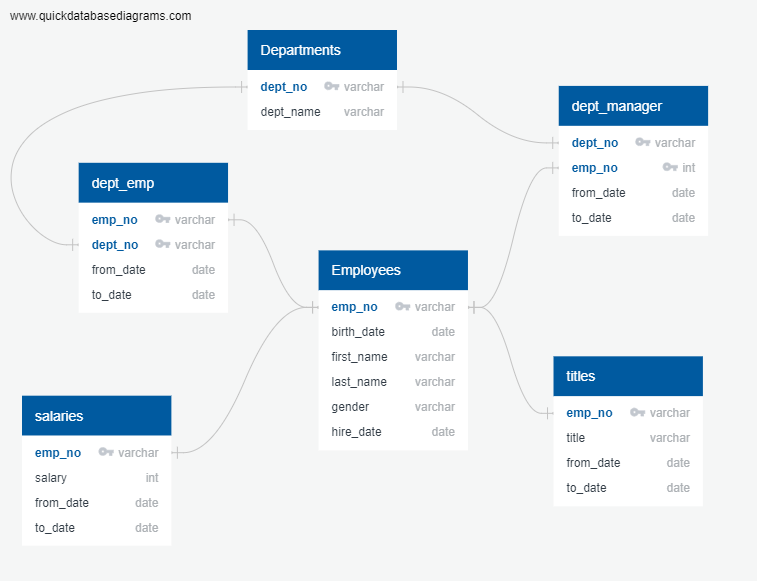 www.quickdatabasediagrams.com
Departments
dept_no varchar
dept_name varchar
dept_manager
dept_no varchar
emp_no int
from_date date
to_date date
dept_emp
emp_no varchar
dept_no varchar
from_date date
to_date date
Employees
emp_no varchar
birth_date date
first_name varchar
last_name varchar
gender varchar
hire_date date
titles
emp_no varchar
title varchar
from_date date
to_date date
salaries
emp_no varchar
salary int
from_date date
to_date date